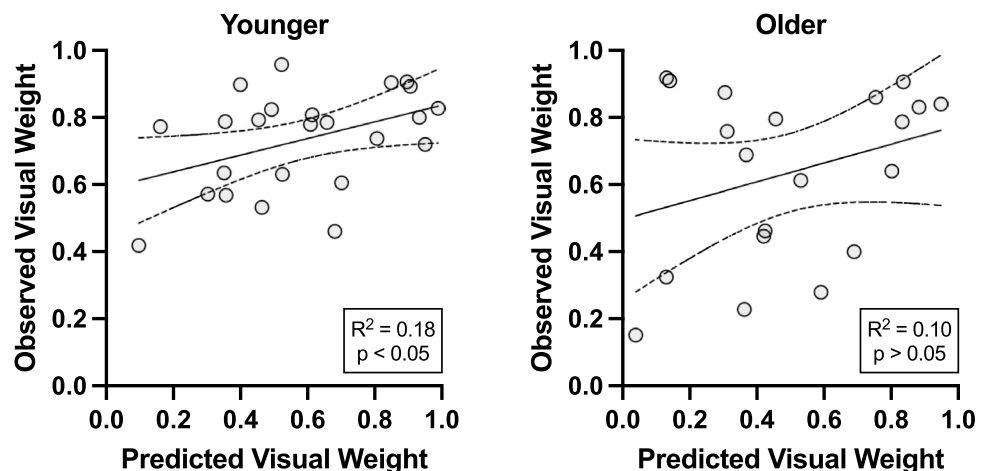 Younger
Observed Visual Weight
1.0
0.8
0.6
0.4
0.2
0.0
R² = 0.18
p < 0.05
0.0 0.2 0.4 0.6 0.8 1.0
Predicted Visual Weight
Older
Observed Visual Weight
1.0
0.8
0.6
0.4
0.2
0.0
R² = 0.10
p > 0.05
0.0 0.2 0.4 0.6 0.8 1.0
Predicted Visual Weight